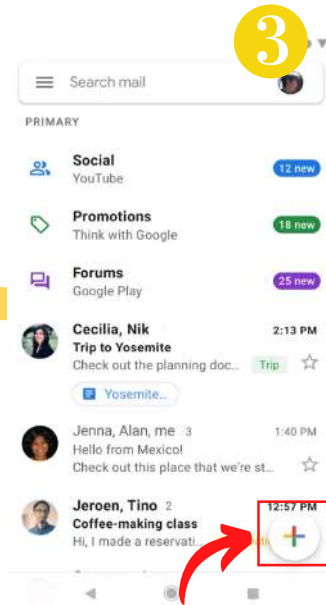 3
Search mail
PRIMARY
Social
12 new
YouTube
Promotions
18 new
Think with Google
Forums
25 new
Google Play
Cecilia, Nik 2:13 PM
Trip to Yosemite
Check out the planning doc... Trip
Yosemite...
Jenna, Alan, me 3 1:40 PM
Hello from Mexico!
Check out this place that we're st...
Jeroen, Tino 2 12:57 PM
Coffee-making class
Hi, I made a reservati...